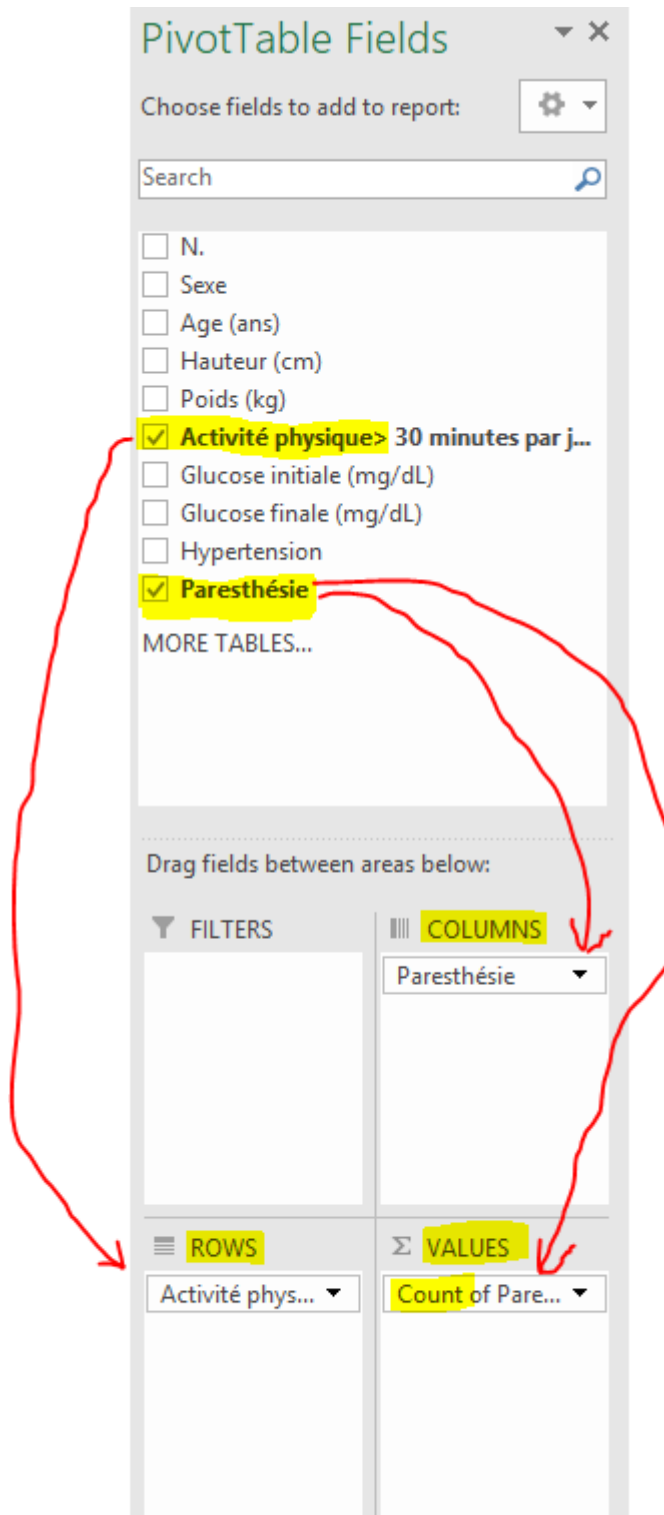 PivotTable Fields
Choose fields to add to report:
Search
N.
Sexe
Age (ans)
Hauteur (cm)
Poids (kg)
Activité physique> 30 minutes par j...
Glucose initiale (mg/dL)
Glucose finale (mg/dL)
Hypertension
Paresthésie
MORE TABLES...
Drag fields between areas below:
FILTERS
COLUMNS
Paresthésie
ROWS
Σ VALUES
Activité phys...
Count of Pare...